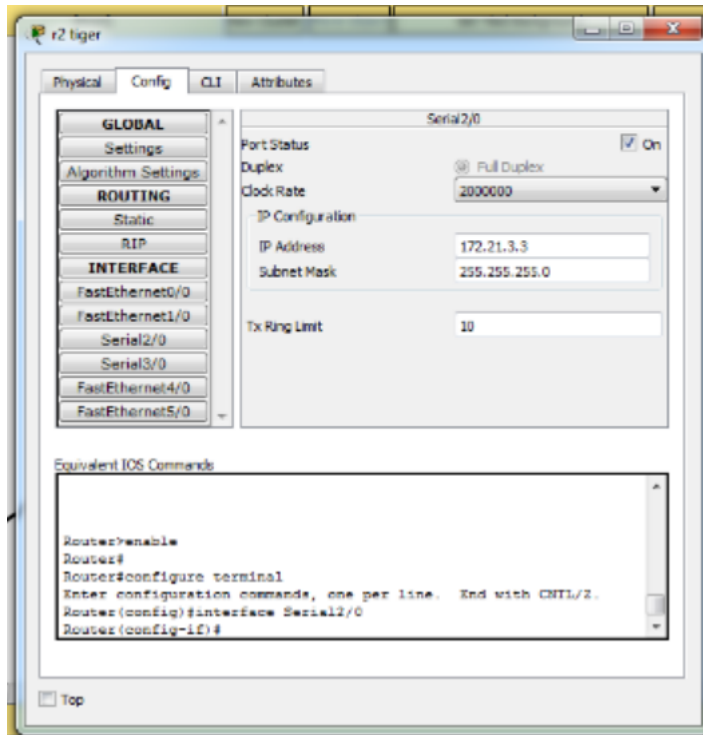 r2 tiger
Physical Config CLI Attributes
GLOBAL
Settings
Algorithm Settings
ROUTING
Static
RIP
INTERFACE
FastEthernet0/0
FastEthernet1/0
Serial2/0
Serial3/0
FastEthernet4/0
FastEthernet5/0
Serial2/0
Port Status On
Duplex Full Duplex
Clock Rate 2000000
IP Configuration
IP Address 172.21.3.3
Subnet Mask 255.255.255.0
Tx Ring Limit 10
Equivalent IOS Commands
Router>enable
Router#
Router#configure terminal
Enter configuration commands, one per line. End with CNTL/Z.
Router(config)#interface Serial2/0
Router(config-if)#
Top